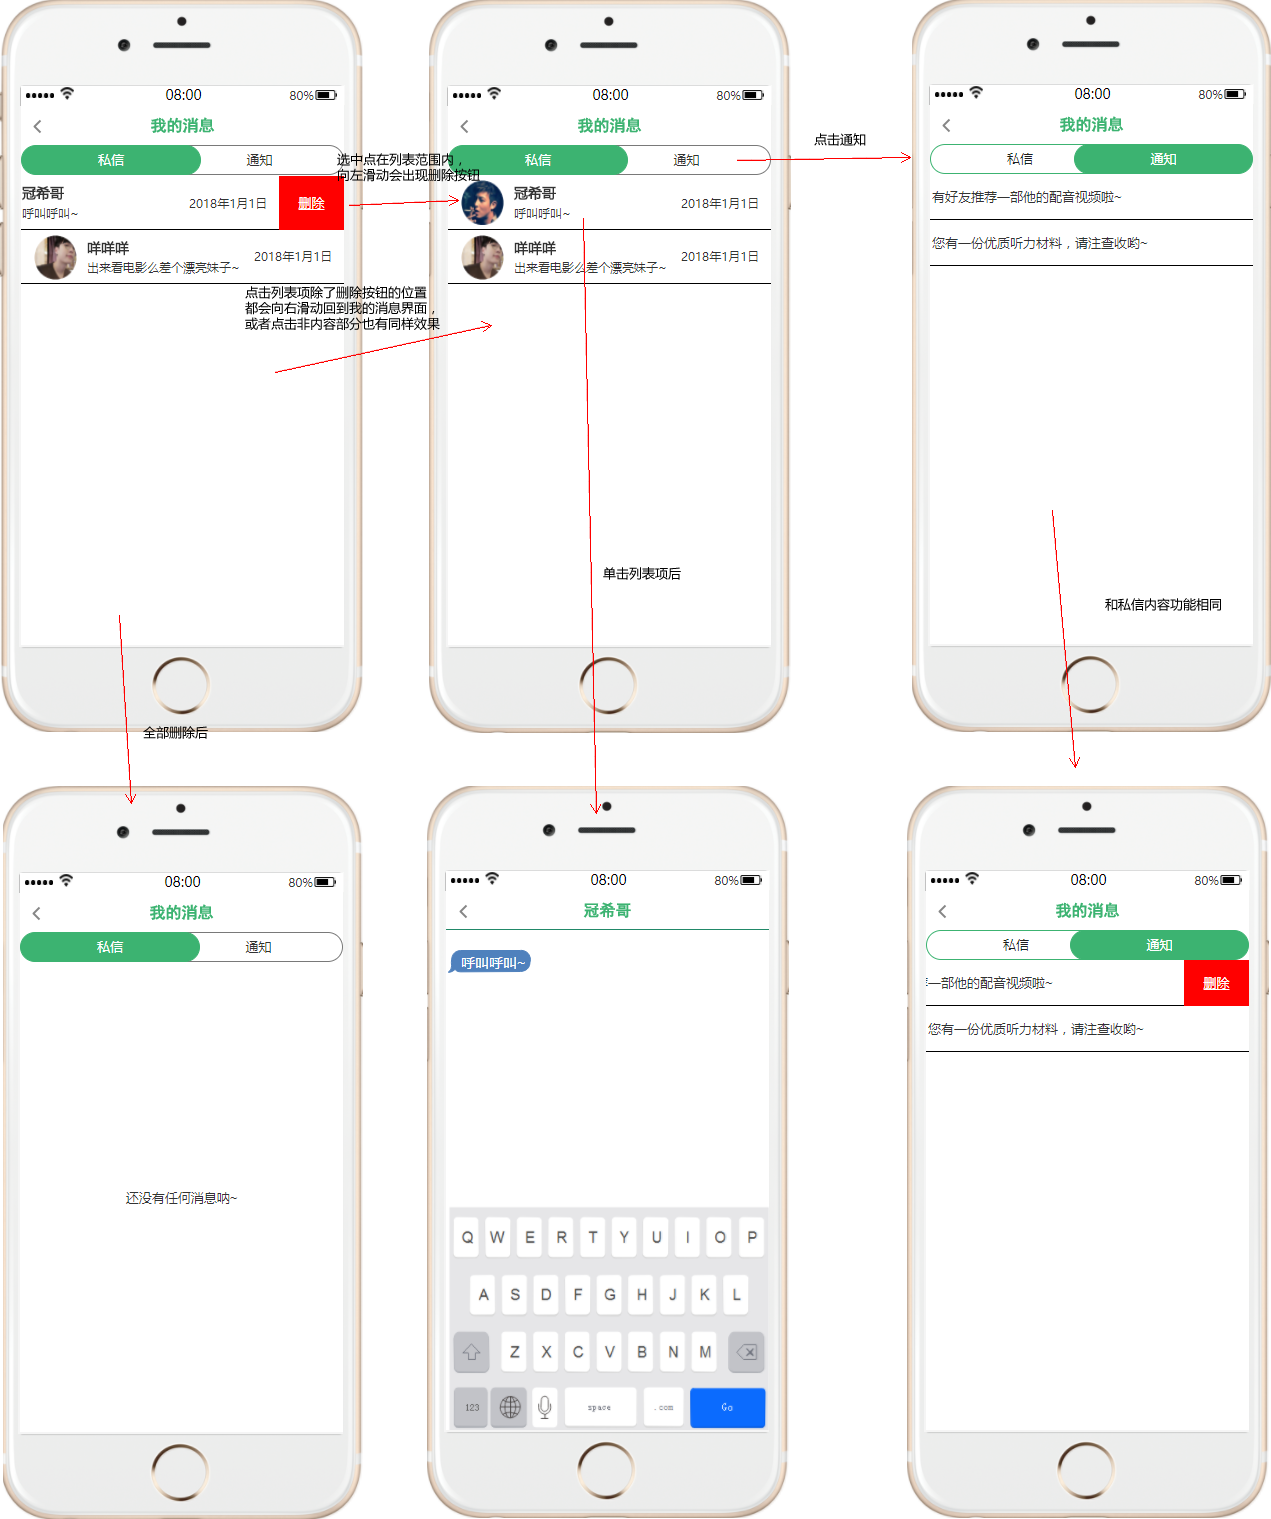 08:00
80%
我的消息
私信
通知
冠希哥
呼叫呼叫~
2018年1月1日
删除
咩咩咩
出来看电影么差个漂亮妹子~
2018年1月1日
选中点在列表范围内，
向左滑动会出现删除按钮
点击列表项除了删除按钮的位置
都会向右滑动回到我的消息界面，
或者点击非内容部分也有同样效果
全部删除后
08:00
80%
我的消息
私信
通知
冠希哥
呼叫呼叫~
2018年1月1日
咩咩咩
出来看电影么差个漂亮妹子~
2018年1月1日
单击列表项后
点击通知
08:00
80%
我的消息
私信
通知
有好友推荐一部他的配音视频啦~
您有一份优质听力材料，请注查收哟~
和私信内容功能相同
08:00
80%
我的消息
私信
通知
还没有任何消息呐~
08:00
80%
冠希哥
呼叫呼叫~
Q W E R T Y U I O P
A S D F G H J K L
Z X C V B N M
123 space .com Go
08:00
80%
我的消息
私信
通知
一部他的配音视频啦~
删除
您有一份优质听力材料，请注查收哟~